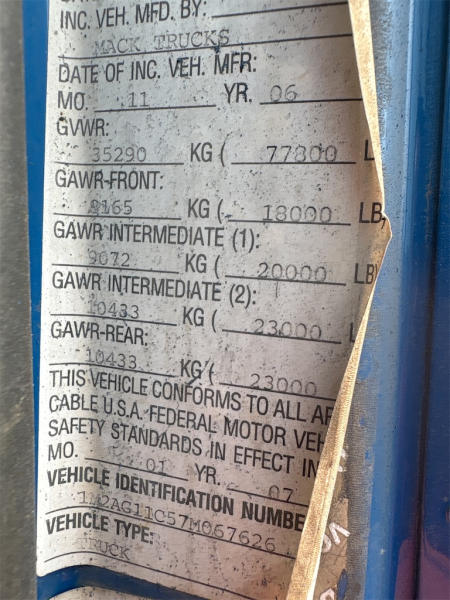 INC. VEH. MFD. BY:
MACK TRUCKS
DATE OF INC. VEH. MFR:
MO. 11 YR. 06
GVWR:
35290 KG ( 77800 L
GAWR-FRONT:
8165 KG ( 18000 LB
GAWR INTERMEDIATE (1):
9072 KG ( 20000 LB
GAWR INTERMEDIATE (2):
10433 KG ( 23000 L
GAWR-REAR:
10433 KG ( 23000
THIS VEHICLE CONFORMS TO ALL AP
CABLE U.S.A. FEDERAL MOTOR VEH
SAFETY STANDARDS IN EFFECT IN
MO. 01 YR. 07
VEHICLE IDENTIFICATION NUMBE
1M2AG11C57M067626
VEHICLE TYPE:
TRUCK